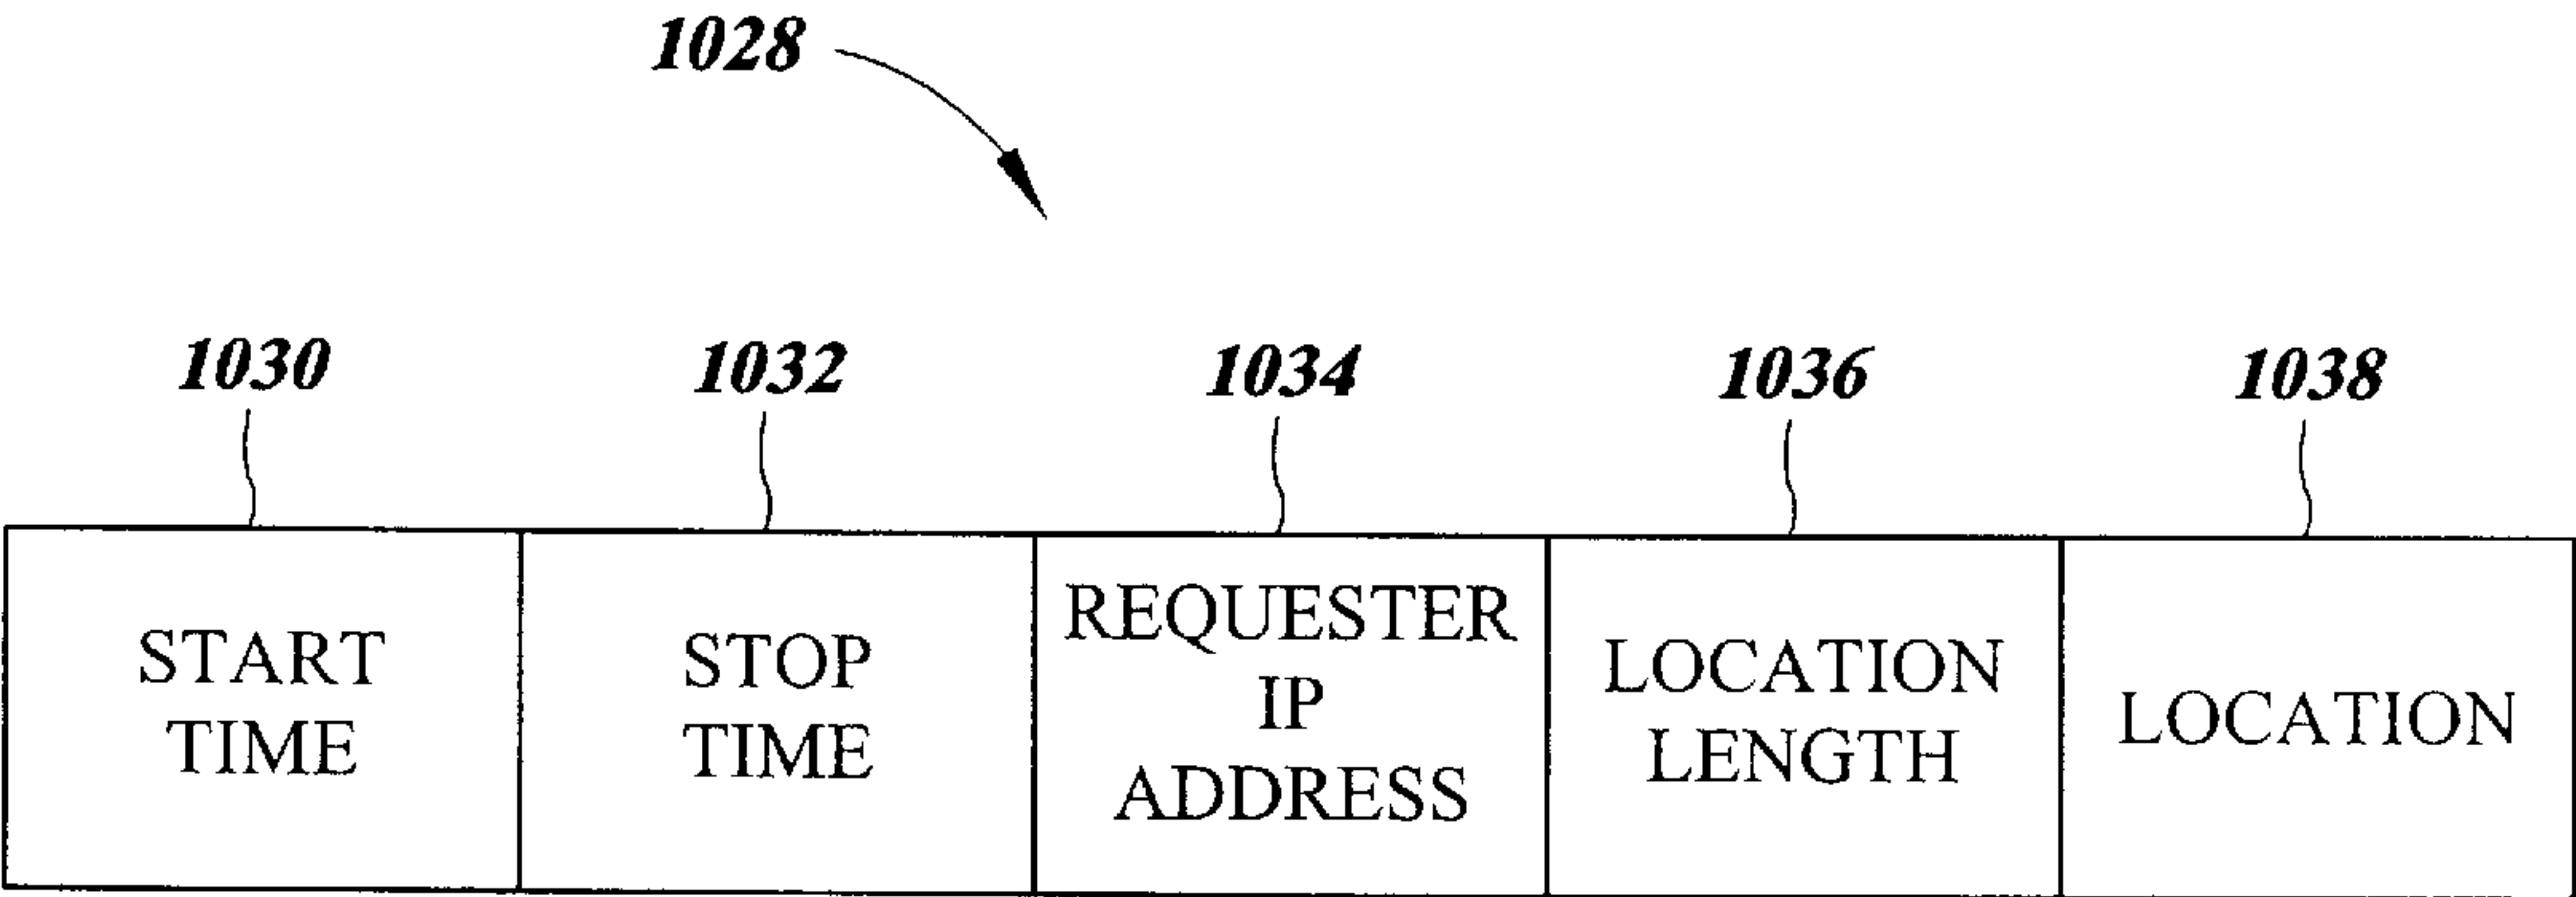 1028
1030 1032 1034 1036 1038
START
TIME
STOP
TIME
REQUESTER
IP
ADDRESS
LOCATION
LENGTH
LOCATION